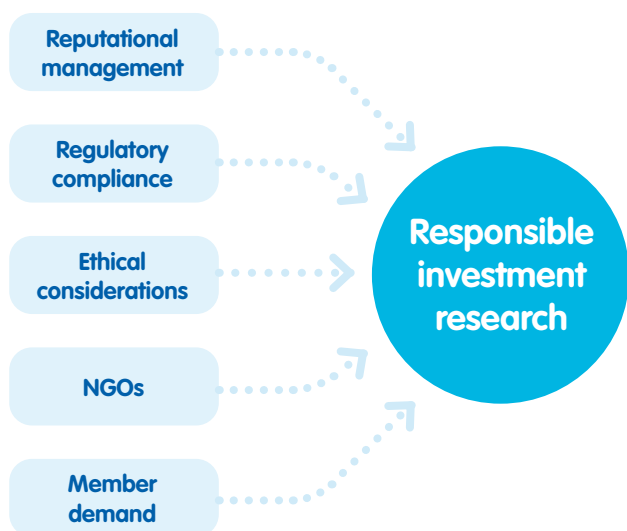 Reputational
management
Regulatory
compliance
Ethical
considerations
NGOs
Member
demand
Responsible
investment
research